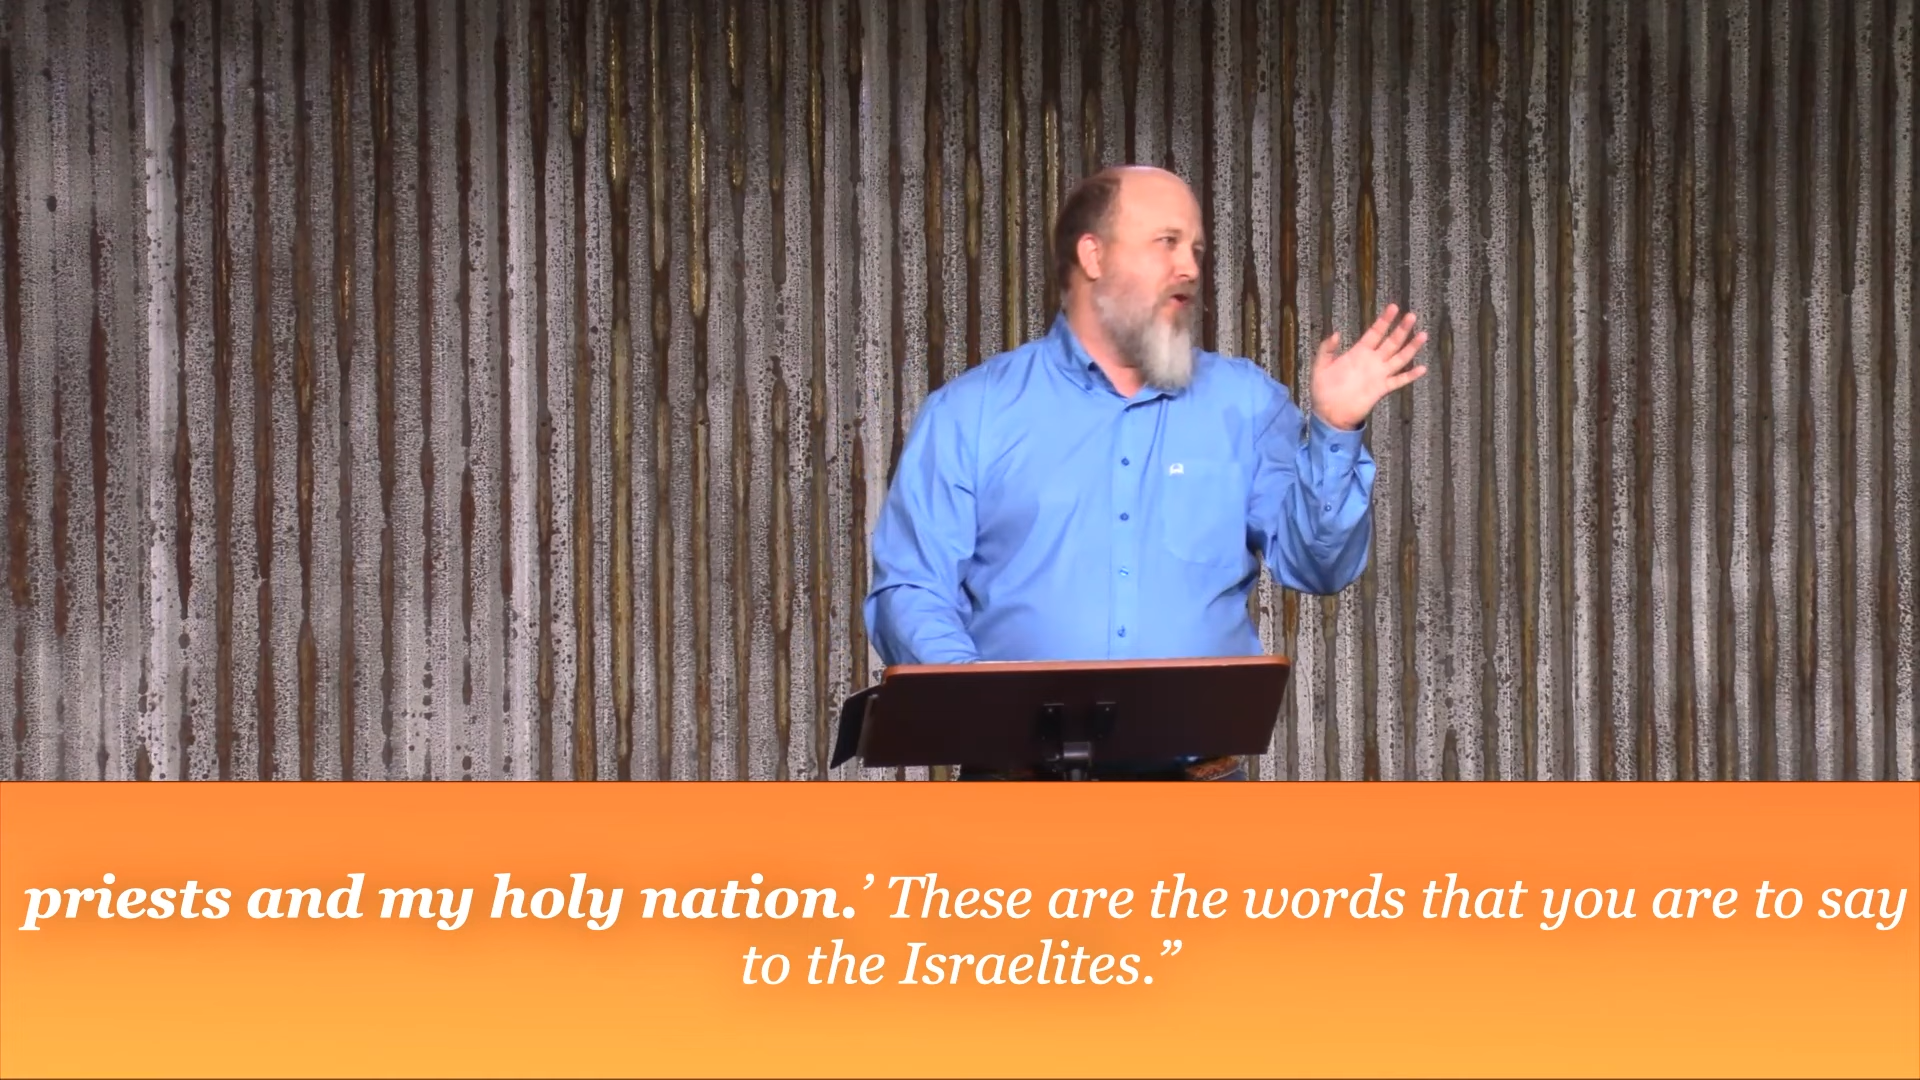 priests and my holy nation.’ These are the words that you are to say
to the Israelites.”